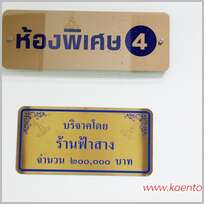 ห้องพิเศษ 4
บริจาคโดย
ร้านฟ้าสาง
จำนวน ๒๐๐,๐๐๐ บาท
www.kaento